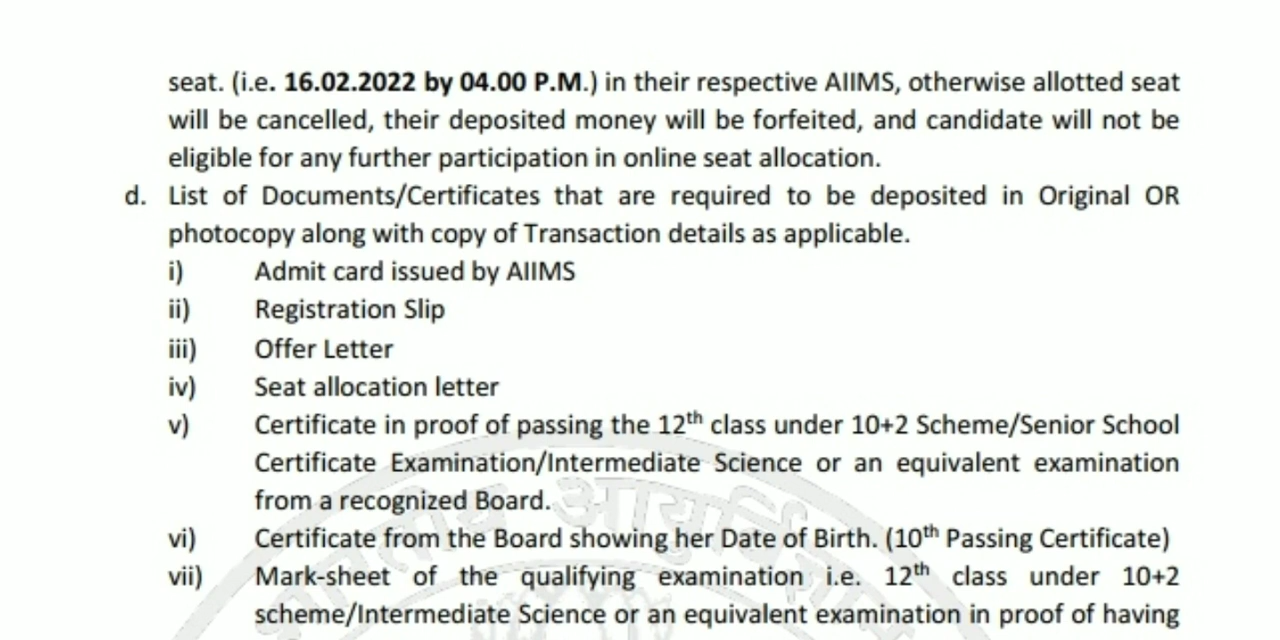 seat. (i.e. 16.02.2022 by 04.00 P.M.) in their respective AIIMS, otherwise allotted seat
will be cancelled, their deposited money will be forfeited, and candidate will not be
eligible for any further participation in online seat allocation.
d. List of Documents/Certificates that are required to be deposited in Original OR
photocopy along with copy of Transaction details as applicable.
i) Admit card issued by AIIMS
ii) Registration Slip
iii) Offer Letter
iv) Seat allocation letter
v) Certificate in proof of passing the 12th class under 10+2 Scheme/Senior School
Certificate Examination/Intermediate Science or an equivalent examination
from a recognized Board.
vi) Certificate from the Board showing her Date of Birth. (10th Passing Certificate)
vii) Mark-sheet of the qualifying examination i.e. 12th class under 10+2
scheme/Intermediate Science or an equivalent examination in proof of having